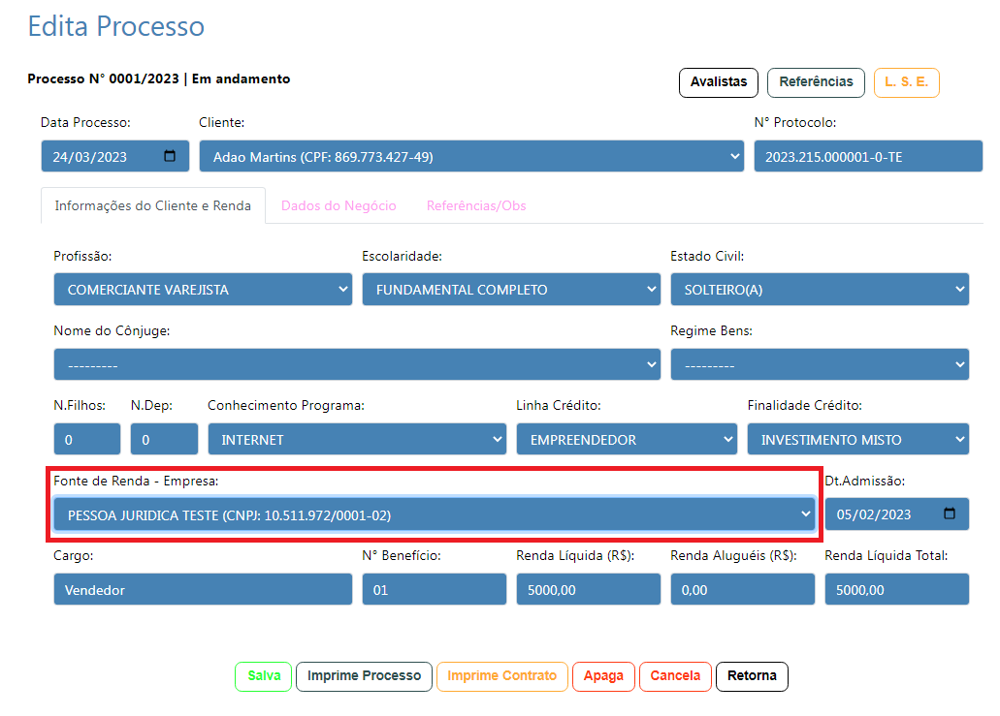 Edita Processo
Processo N° 0001/2023 | Em andamento
Avalistas Referências L. S. E.
Data Processo: Cliente: N° Protocolo:
24/03/2023 Adao Martins (CPF: 869.773.427-49) 2023.215.000001-0-TE
Informações do Cliente e Renda Dados do Negócio Referências/Obs
Profissão: Escolaridade: Estado Civil:
COMERCIANTE VAREJISTA FUNDAMENTAL COMPLETO SOLTEIRO(A)
Nome do Cônjuge: Regime Bens:
--------- ---------
N.Filhos: N.Dep: Conhecimento Programa: Linha Crédito: Finalidade Crédito:
0 0 INTERNET EMPREENDEDOR INVESTIMENTO MISTO
Fonte de Renda - Empresa: Dt.Admissão:
PESSOA JURIDICA TESTE (CNPJ: 10.511.972/0001-02) 05/02/2023
Cargo: N° Benefício: Renda Líquida (R$): Renda Aluguéis (R$): Renda Líquida Total:
Vendedor 01 5000,00 0,00 5000,00
Salva Imprime Processo Imprime Contrato Apaga Cancela Retorna